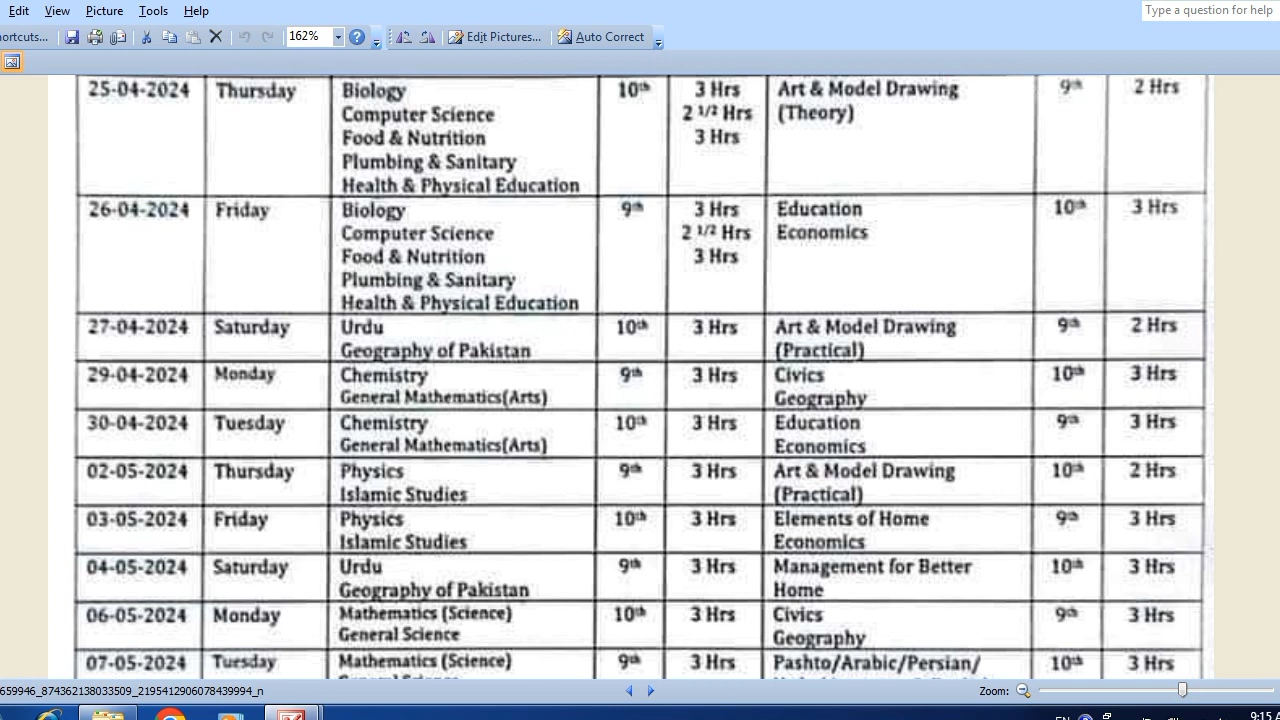 Edit View Picture Tools Help Type a question for help
ortcuts... 162% Edit Pictures... Auto Correct
25-04-2024 Thursday Biology 10th 3 Hrs Art & Model Drawing 9th 2 Hrs
Computer Science 2 1/2 Hrs (Theory)
Food & Nutrition 3 Hrs
Plumbing & Sanitary
Health & Physical Education
26-04-2024 Friday Biology 9th 3 Hrs Education 10th 3 Hrs
Computer Science 2 1/2 Hrs Economics
Food & Nutrition 3 Hrs
Plumbing & Sanitary
Health & Physical Education
27-04-2024 Saturday Urdu 10th 3 Hrs Art & Model Drawing 9th 2 Hrs
Geography of Pakistan (Practical)
29-04-2024 Monday Chemistry 9th 3 Hrs Civics 10th 3 Hrs
General Mathematics(Arts) Geography
30-04-2024 Tuesday Chemistry 10th 3 Hrs Education 9th 3 Hrs
General Mathematics(Arts) Economics
02-05-2024 Thursday Physics 9th 3 Hrs Art & Model Drawing 10th 2 Hrs
Islamic Studies (Practical)
03-05-2024 Friday Physics 10th 3 Hrs Elements of Home 9th 3 Hrs
Islamic Studies Economics
04-05-2024 Saturday Urdu 9th 3 Hrs Management for Better 10th 3 Hrs
Geography of Pakistan Home
06-05-2024 Monday Mathematics (Science) 10th 3 Hrs Civics 9th 3 Hrs
General Science Geography
07-05-2024 Tuesday Mathematics (Science) 9th 3 Hrs Pashto/Arabic/Persian/ 10th 3 Hrs
659946_874362138033509_2195412906078439994_n Zoom:
EN 9:15